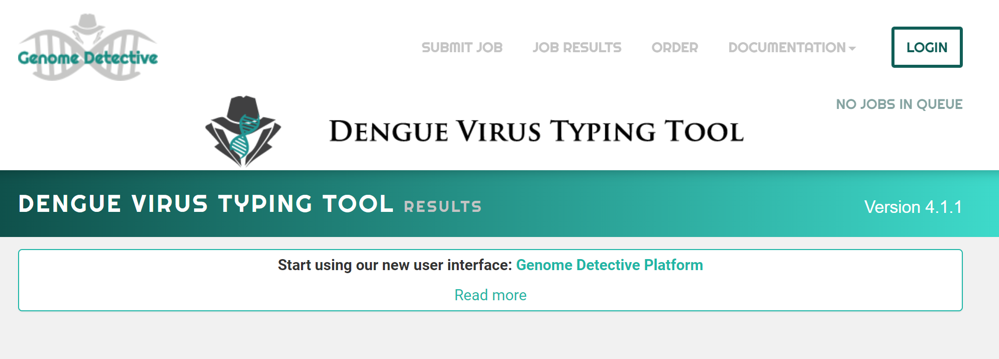 Genome Detective
SUBMIT JOB
JOB RESULTS
ORDER
DOCUMENTATION
LOGIN
NO JOBS IN QUEUE
DENGUE VIRUS TYPING TOOL
DENGUE VIRUS TYPING TOOL RESULTS
Version 4.1.1
Start using our new user interface: Genome Detective Platform
Read more